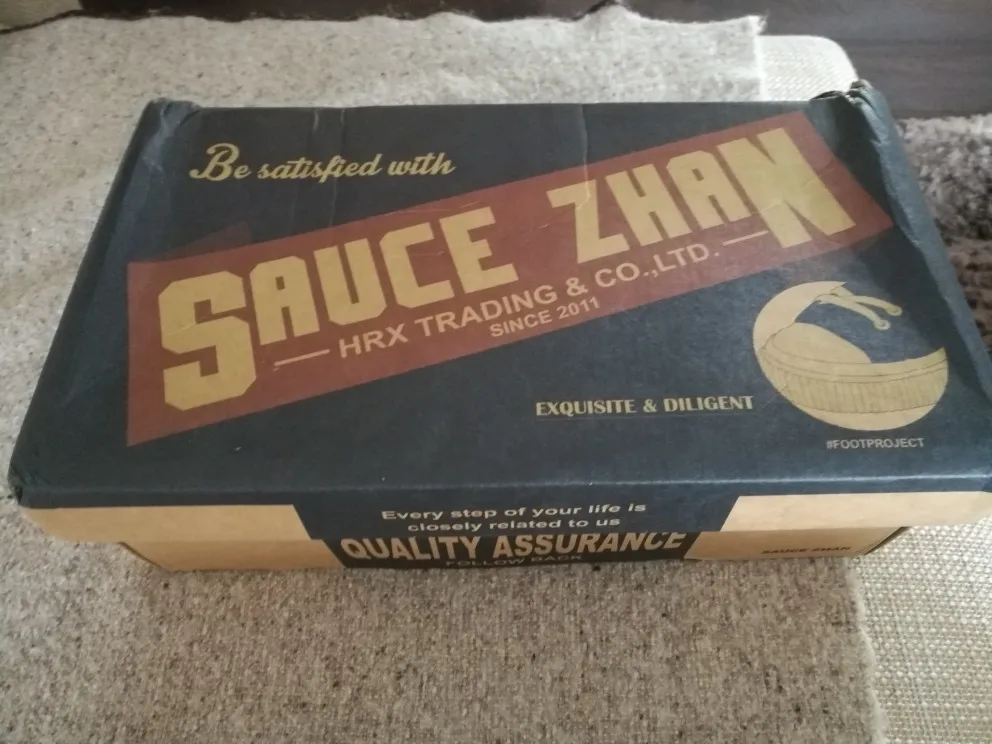 Be satisfied with
SAUCE ZHAN
HRX TRADING & CO.,LTD.
SINCE 2011
EXQUISITE & DILIGENT
#FOOTPROJECT
Every step of your life is
closely related to us
QUALITY ASSURANCE
FOLLOW BACK
SAUCE ZHAN